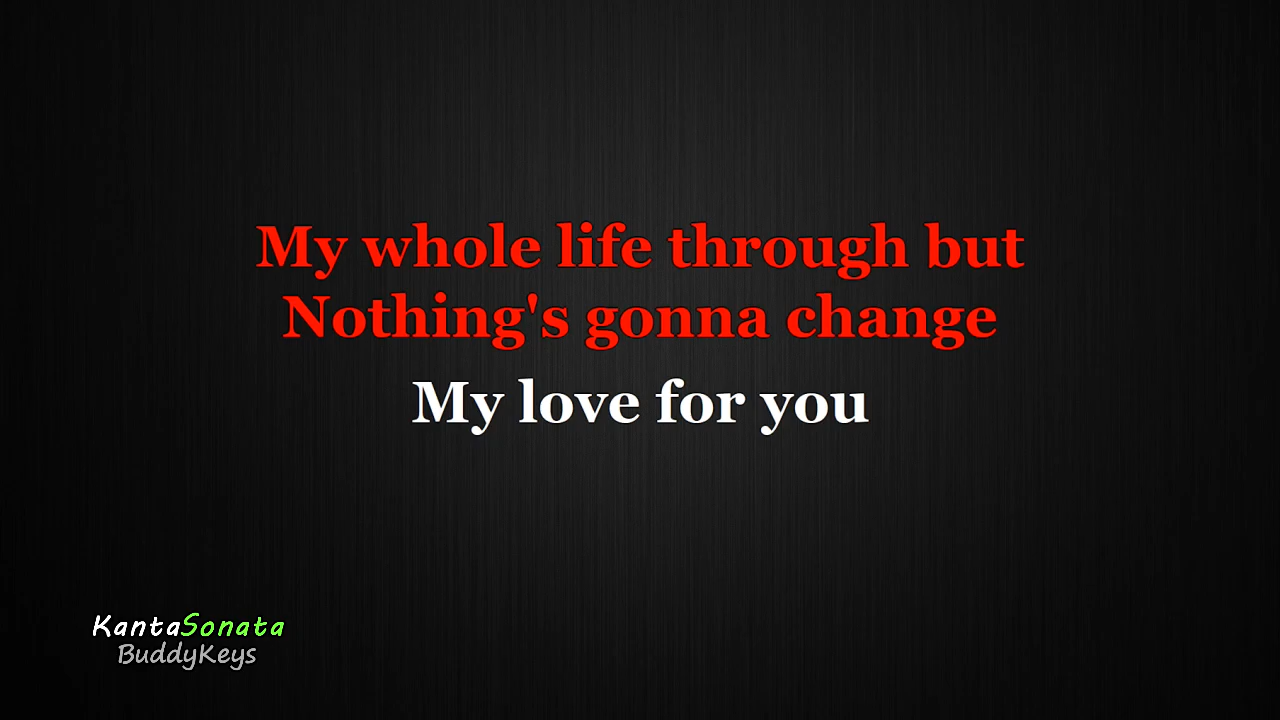 My whole life through but
Nothing's gonna change
My love for you
KantaSonata
BuddyKeys